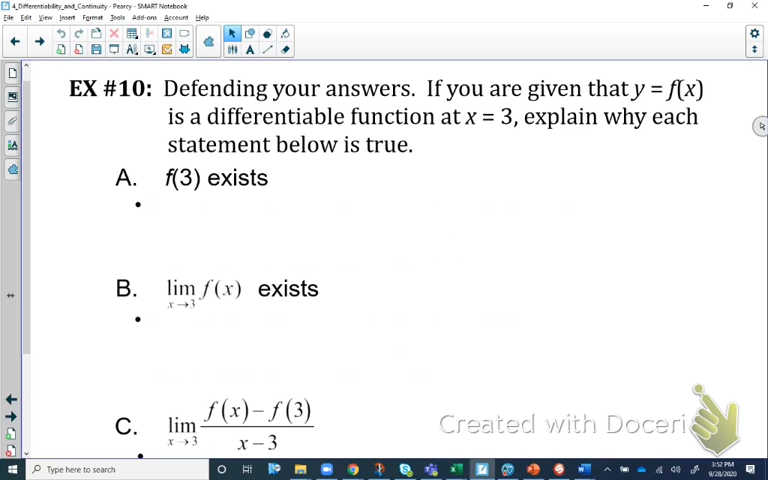 4_Differentiability_and_Continuity - Pearcy - SMART Notebook
File Edit View Insert Format Tools Add-ons Account Help
EX #10: Defending your answers. If you are given that y = f(x)
is a differentiable function at x = 3, explain why each
statement below is true.
A. f(3) exists
•
B. lim x→3 f(x) exists
•
C. lim x→3 f(x) – f(3) / x – 3
•
Created with Doceri
Type here to search
3:52 PM
9/28/2020